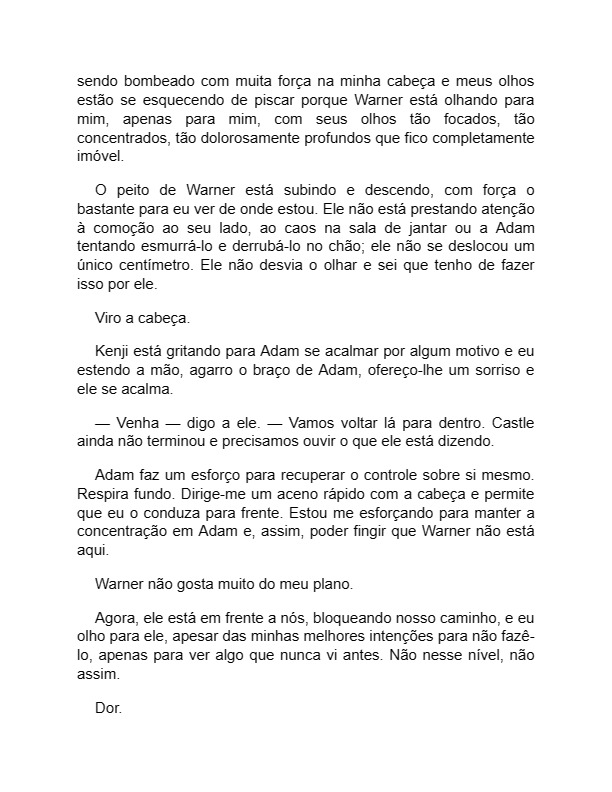 sendo bombeado com muita força na minha cabeça e meus olhos
estão se esquecendo de piscar porque Warner está olhando para
mim, apenas para mim, com seus olhos tão focados, tão
concentrados, tão dolorosamente profundos que fico completamente
imóvel.
O peito de Warner está subindo e descendo, com força o
bastante para eu ver de onde estou. Ele não está prestando atenção
à comoção ao seu lado, ao caos na sala de jantar ou a Adam
tentando esmurrá-lo e derrubá-lo no chão; ele não se deslocou um
único centímetro. Ele não desvia o olhar e sei que tenho de fazer
isso por ele.
Viro a cabeça.
Kenji está gritando para Adam se acalmar por algum motivo e eu
estendo a mão, agarro o braço de Adam, ofereço-lhe um sorriso e
ele se acalma.
— Venha — digo a ele. — Vamos voltar lá para dentro. Castle
ainda não terminou e precisamos ouvir o que ele está dizendo.
Adam faz um esforço para recuperar o controle sobre si mesmo.
Respira fundo. Dirige-me um aceno rápido com a cabeça e permite
que eu o conduza para frente. Estou me esforçando para manter a
concentração em Adam e, assim, poder fingir que Warner não está
aqui.
Warner não gosta muito do meu plano.
Agora, ele está em frente a nós, bloqueando nosso caminho, e eu
olho para ele, apesar das minhas melhores intenções para não fazê-
lo, apenas para ver algo que nunca vi antes. Não nesse nível, não
assim.
Dor.